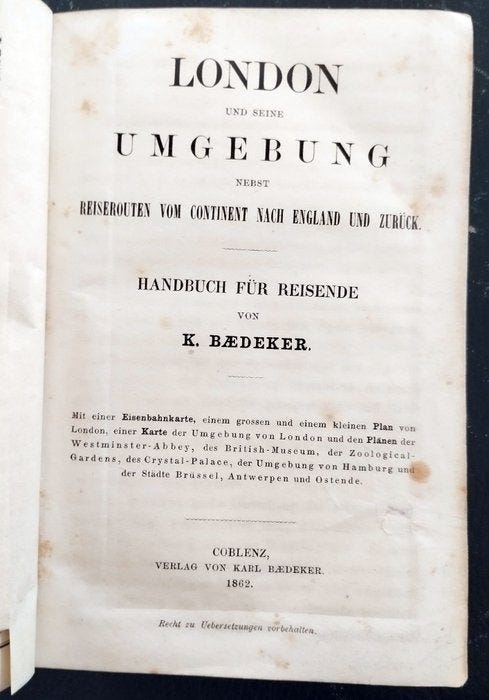 LONDON
UND SEINE
UMGEBUNG
NEBST
REISEROUTEN VOM CONTINENT NACH ENGLAND UND ZURÜCK.
HANDBUCH FÜR REISENDE
VON
K. BÆDEKER.
Mit einer Eisenbahnkarte, einem grossen und einem kleinen Plan von
London, einer Karte der Umgebung von London und den Plänen der
Westminster-Abbey, des British-Museum, der Zoological-
Gardens, des Crystal-Palace, der Umgebung von Hamburg und
der Städte Brüssel, Antwerpen und Ostende.
COBLENZ,
VERLAG VON KARL BÆDEKER.
1862.
Recht zu Uebersetzungen vorbehalten.